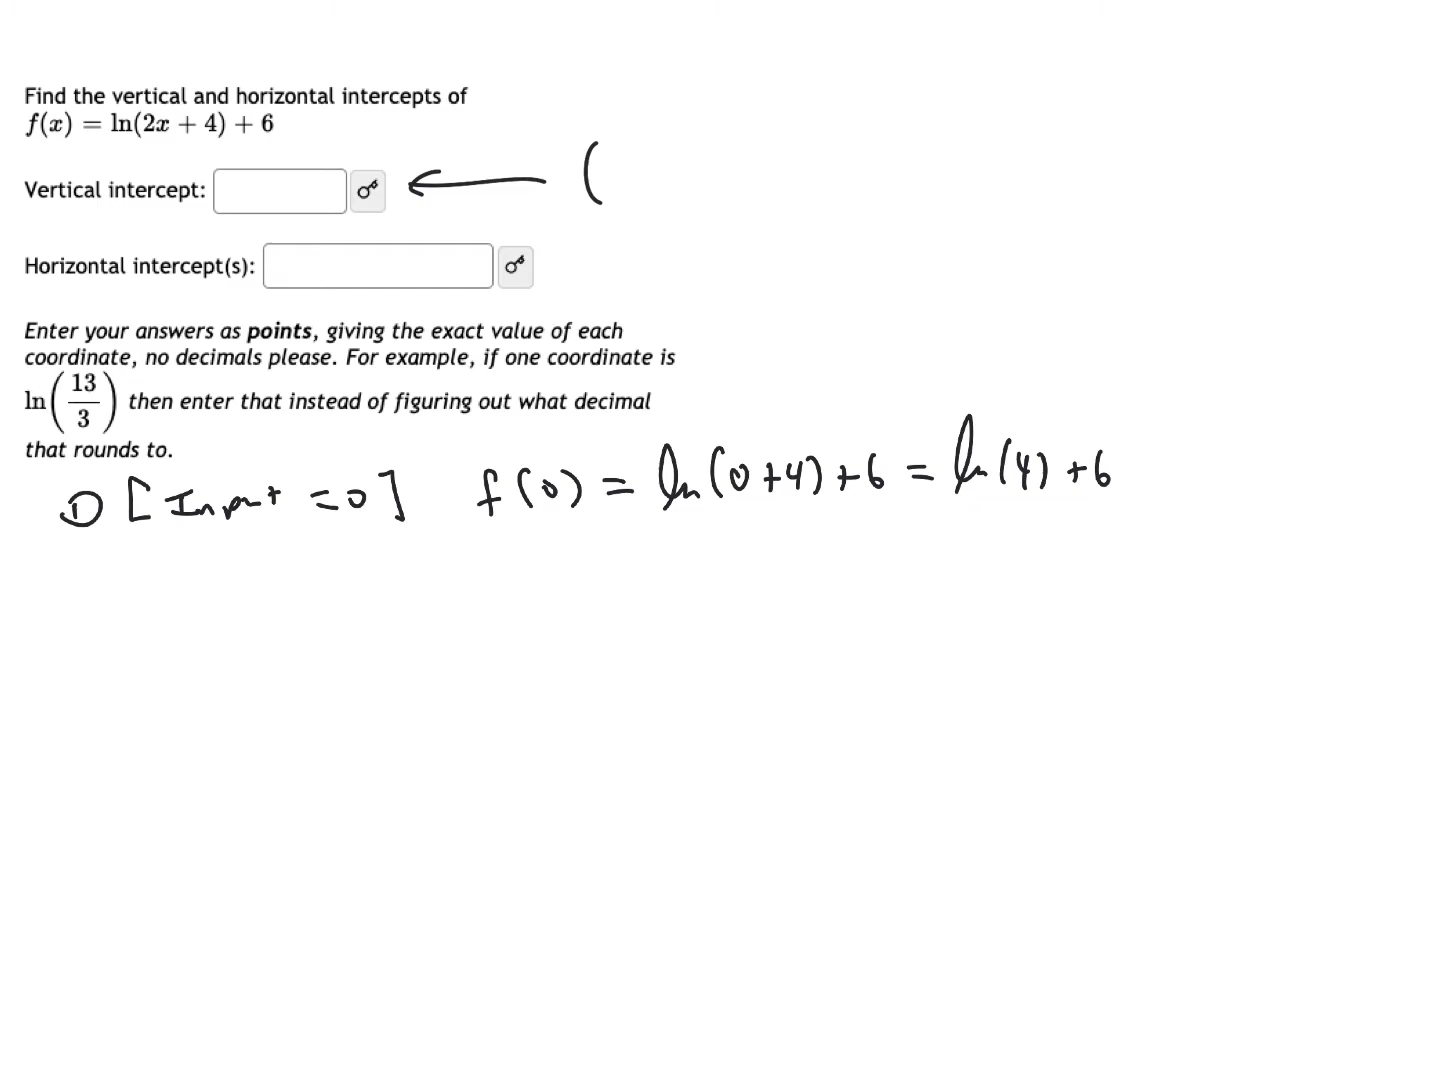 Find the vertical and horizontal intercepts of
f(x) = ln(2x + 4) + 6
Vertical intercept: (
Horizontal intercept(s):
Enter your answers as points, giving the exact value of each
coordinate, no decimals please. For example, if one coordinate is
ln(13/3) then enter that instead of figuring out what decimal
that rounds to.
① [Input = 0] f(0) = ln(0+4)+6 = ln(4)+6